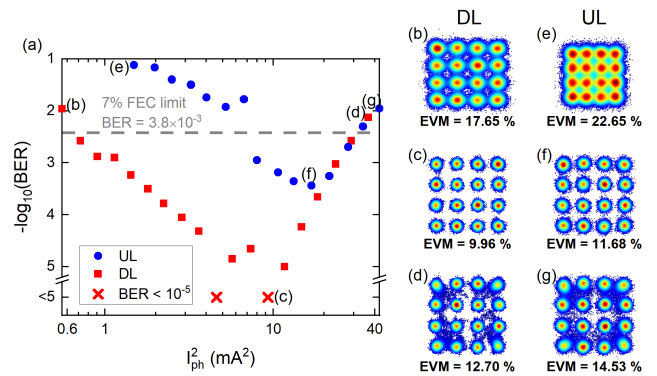 DL
UL
(a)
(b)
(e)
1
(e)
7% FEC limit
BER = 3.8×10⁻³
(g)
2
(b)
(d)
EVM = 17.65 %
EVM = 22.65 %
-log₁₀(BER)
3
(f)
(c)
(f)
4
UL
DL
BER < 10⁻⁵
EVM = 9.96 %
EVM = 11.68 %
5
(d)
(g)
<5
(c)
0.6
1
10
40
I²ₚₕ (mA²)
EVM = 12.70 %
EVM = 14.53 %